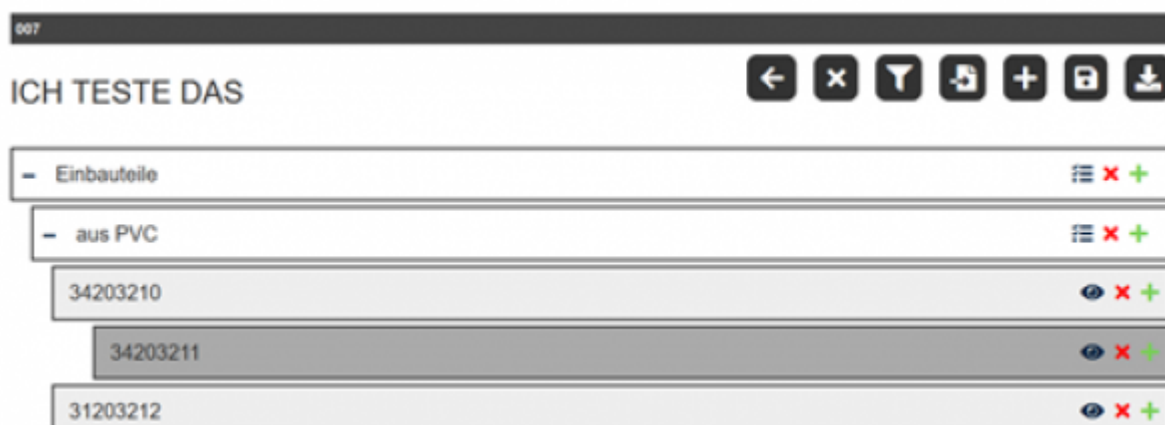 007
ICH TESTE DAS
Einbauteile
aus PVC
34203210
34203211
31203212